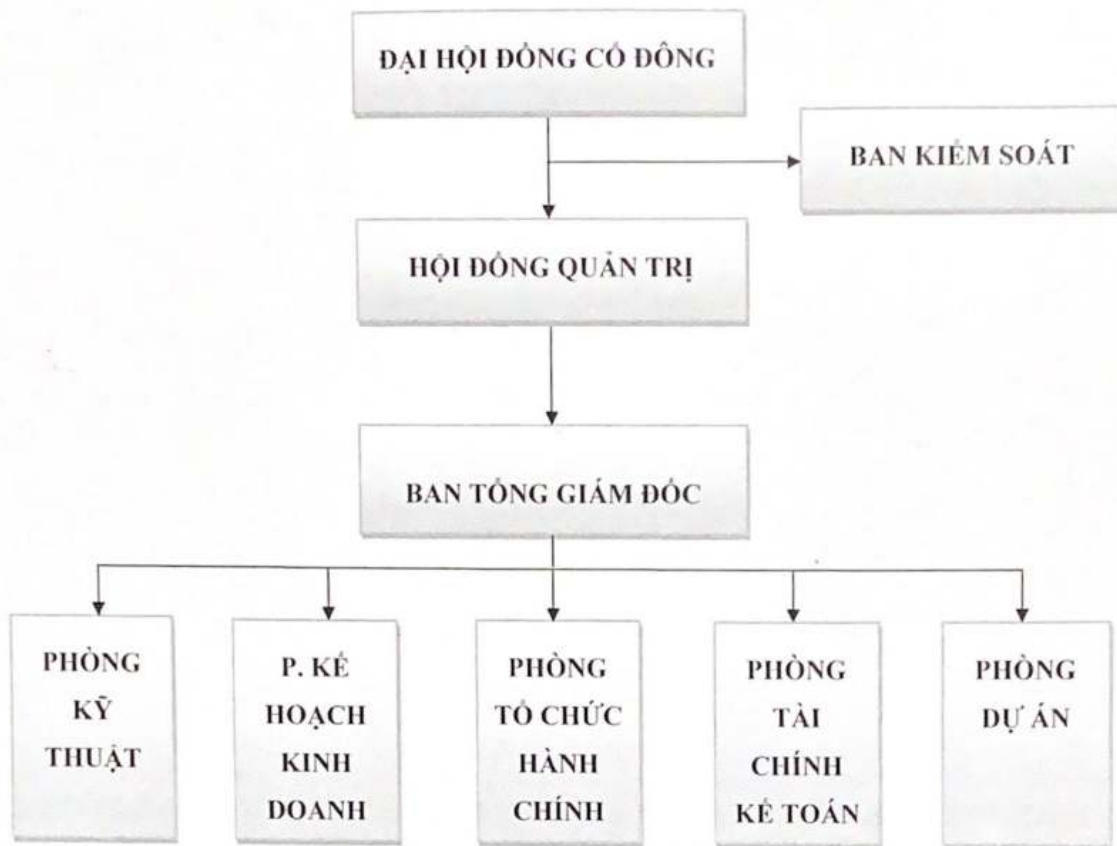 ĐẠI HỘI ĐỒNG CỔ ĐÔNG
BAN KIỂM SOÁT
HỘI ĐỒNG QUẢN TRỊ
BAN TỔNG GIÁM ĐỐC
PHÒNG
KỸ
THUẬT
P. KẾ
HOẠCH
KINH
DOANH
PHÒNG
TỔ CHỨC
HÀNH
CHÍNH
PHÒNG
TÀI
CHÍNH
KẾ TOÁN
PHÒNG
DỰ ÁN